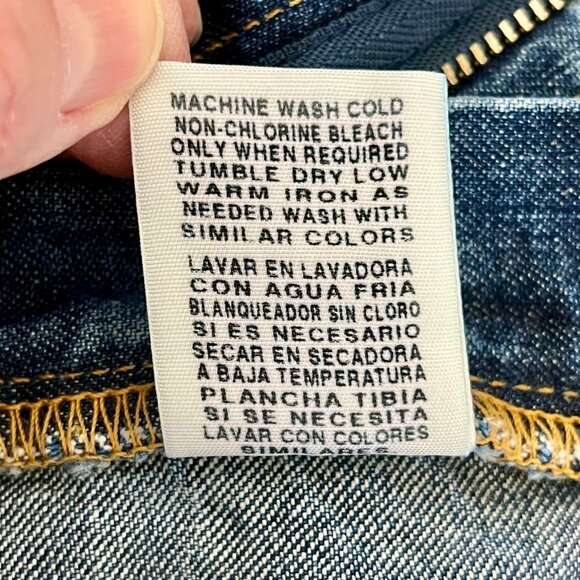 MACHINE WASH COLD
NON-CHLORINE BLEACH
ONLY WHEN REQUIRED
TUMBLE DRY LOW
WARM IRON AS
NEEDED WASH WITH
SIMILAR COLORS
LAVAR EN LAVADORA
CON AGUA FRIA
BLANQUEADOR SIN CLORO
SI ES NECESARIO
SECAR EN SECADORA
A BAJA TEMPERATURA
PLANCHA TIBIA
SI SE NECESITA
LAVAR CON COLORES
SIMILARES